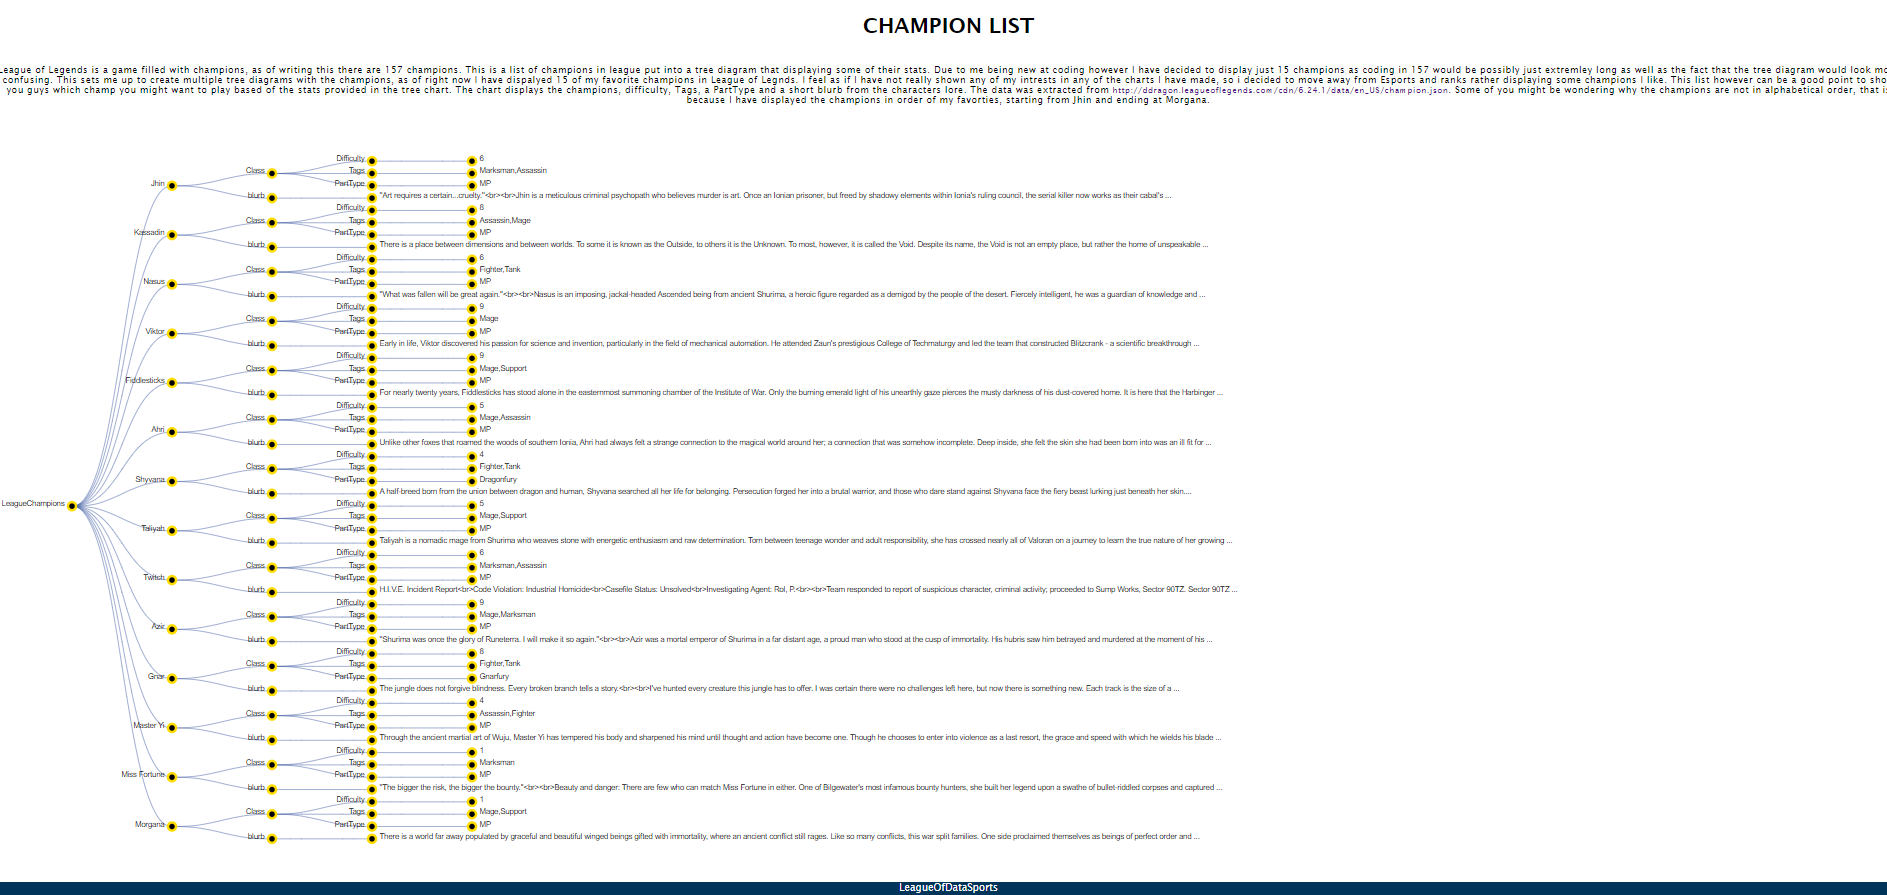 CHAMPION LIST
League of Legends is a game filled with champions, as of writing this there are 157 champions. This is a list of champions in league put into a tree diagram that displaying some of their stats. Due to me being new at coding however I have decided to display just 15 champions as coding in 157 would be possibly just extremley long as well as the fact that the tree diagram would look mo
confusing. This sets me up to create multiple tree diagrams with the champions, as of right now I have dispalyed 15 of my favorite champions in League of Legends. I feel as if I have not really shown any of my intrests in any of the charts I have made, so i decided to move away from Esports and ranks rather displaying some champions I like. This list however can be a good point to sho
you guys which champ you might want to play based of the stats provided in the tree chart. The chart displays the champions, difficulty, Tags, a PartType and a short blurb from the characters lore. The data was extracted from http://ddragon.leagueoflegends.com/cdn/6.24.1/data/en_US/champion.json. Some of you might be wondering why the champions are not in alphabetical order, that is
because I have displayed the champions in order of my favorties, starting from Jhin and ending at Morgana.
LeagueChampions
Jhin
Class
Difficulty 6
Tags Marksman,Assassin
PartType MP
blurb "Art requires a certain...cruelty."<br><br>Jhin is a meticulous criminal psychopath who believes murder is art. Once an Ionian prisoner, but freed by shadowy elements within Ionia's ruling council, the serial killer now works as their cabal's ...
Kassadin
Class
Difficulty 8
Tags Assassin,Mage
PartType MP
blurb There is a place between dimensions and between worlds. To some it is known as the Outside, to others it is the Unknown. To most, however, it is called the Void. Despite its name, the Void is not an empty place, but rather the home of unspeakable ...
Nasus
Class
Difficulty 6
Tags Fighter,Tank
PartType MP
blurb "What was fallen will be great again."<br><br>Nasus is an imposing, jackal-headed Ascended being from ancient Shurima, a heroic figure regarded as a demigod by the people of the desert. Fiercely intelligent, he was a guardian of knowledge and ...
Viktor
Class
Difficulty 9
Tags Mage
PartType MP
blurb Early in life, Viktor discovered his passion for science and invention, particularly in the field of mechanical automation. He attended Zaun's prestigious College of Techmaturgy and led the team that constructed Blitzcrank - a scientific breakthrough ...
Fiddlesticks
Class
Difficulty 9
Tags Mage,Support
PartType MP
blurb For nearly twenty years, Fiddlesticks has stood alone in the easternmost summoning chamber of the Institute of War. Only the burning emerald light of his unearthly gaze pierces the musty darkness of his dust-covered home. It is here that the Harbinger ...
Ahri
Class
Difficulty 5
Tags Mage,Assassin
PartType MP
blurb Unlike other foxes that roamed the woods of southern Ionia, Ahri had always felt a strange connection to the magical world around her; a connection that was somehow incomplete. Deep inside, she felt the skin she had been born into was an ill fit for ...
Shyvana
Class
Difficulty 4
Tags Fighter,Tank
PartType Dragonfury
blurb A half-breed born from the union between dragon and human, Shyvana searched all her life for belonging. Persecution forged her into a brutal warrior, and those who dare stand against Shyvana face the fiery beast lurking just beneath her skin....
Taliyah
Class
Difficulty 5
Tags Mage,Support
PartType MP
blurb Taliyah is a nomadic mage from Shurima who weaves stone with energetic enthusiasm and raw determination. Torn between teenage wonder and adult responsibility, she has crossed nearly all of Valoran on a journey to learn the true nature of her growing ...
Twitch
Class
Difficulty 6
Tags Marksman,Assassin
PartType MP
blurb H.I.V.E. Incident Report<br>Code Violation: Industrial Homicide<br>Casefile Status: Unsolved<br>Investigating Agent: Rol, P.<br><br>Team responded to report of suspicious character, criminal activity; proceeded to Sump Works, Sector 90TZ. Sector 90TZ ...
Azir
Class
Difficulty 9
Tags Mage,Marksman
PartType MP
blurb "Shurima was once the glory of Runeterra. I will make it so again."<br><br>Azir was a mortal emperor of Shurima in a far distant age, a proud man who stood at the cusp of immortality. His hubris saw him betrayed and murdered at the moment of his ...
Gnar
Class
Difficulty 8
Tags Fighter,Tank
PartType Gnarfury
blurb The jungle does not forgive blindness. Every broken branch tells a story.<br><br>I've hunted every creature this jungle has to offer. I was certain there were no challenges left here, but now there is something new. Each track is the size of a ...
Master Yi
Class
Difficulty 4
Tags Assassin,Fighter
PartType MP
blurb Through the ancient martial art of Wuju, Master Yi has tempered his body and sharpened his mind until thought and action have become one. Though he chooses to enter into violence as a last resort, the grace and speed with which he wields his blade ...
Miss Fortune
Class
Difficulty 1
Tags Marksman
PartType MP
blurb "The bigger the risk, the bigger the bounty."<br><br>Beauty and danger: There are few who can match Miss Fortune in either. One of Bilgewater's most infamous bounty hunters, she built her legend upon a swathe of bullet-riddled corpses and captured ...
Morgana
Class
Difficulty 1
Tags Mage,Support
PartType MP
blurb There is a world far away populated by graceful and beautiful winged beings gifted with immortality, where an ancient conflict still rages. Like so many conflicts, this war split families. One side proclaimed themselves as beings of perfect order and ...
LeagueOfDataSports